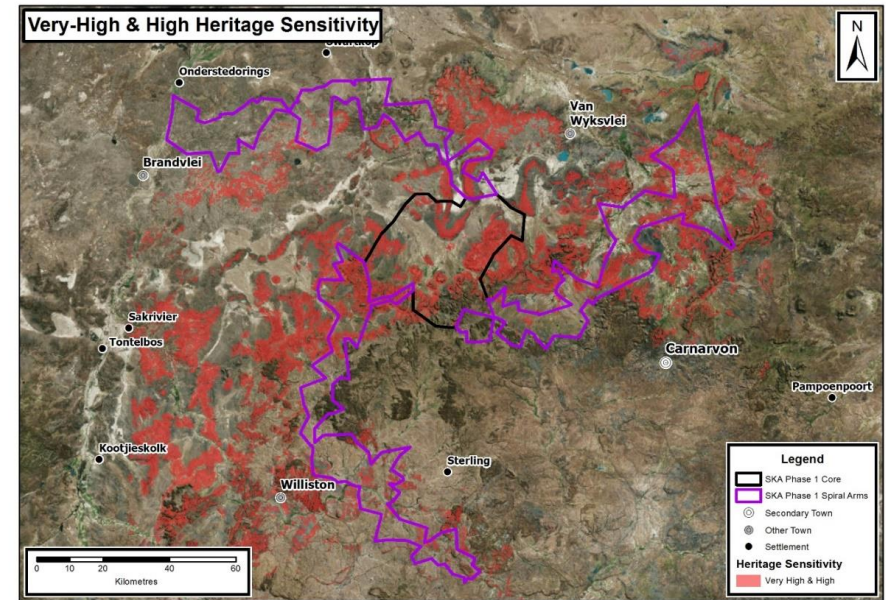 Very-High & High Heritage Sensitivity
N
Onderstedorings
Van
Wyksvlei
Brandvlei
Sakrivier
Tontelbos
Carnarvon
Pampoenpoort
Kootjieskolk
Sterling
Williston
Legend
SKA Phase 1 Core
SKA Phase 1 Spiral Arms
Secondary Town
Other Town
Settlement
Heritage Sensitivity
Very High & High
0 10 20 40 60
Kilometres